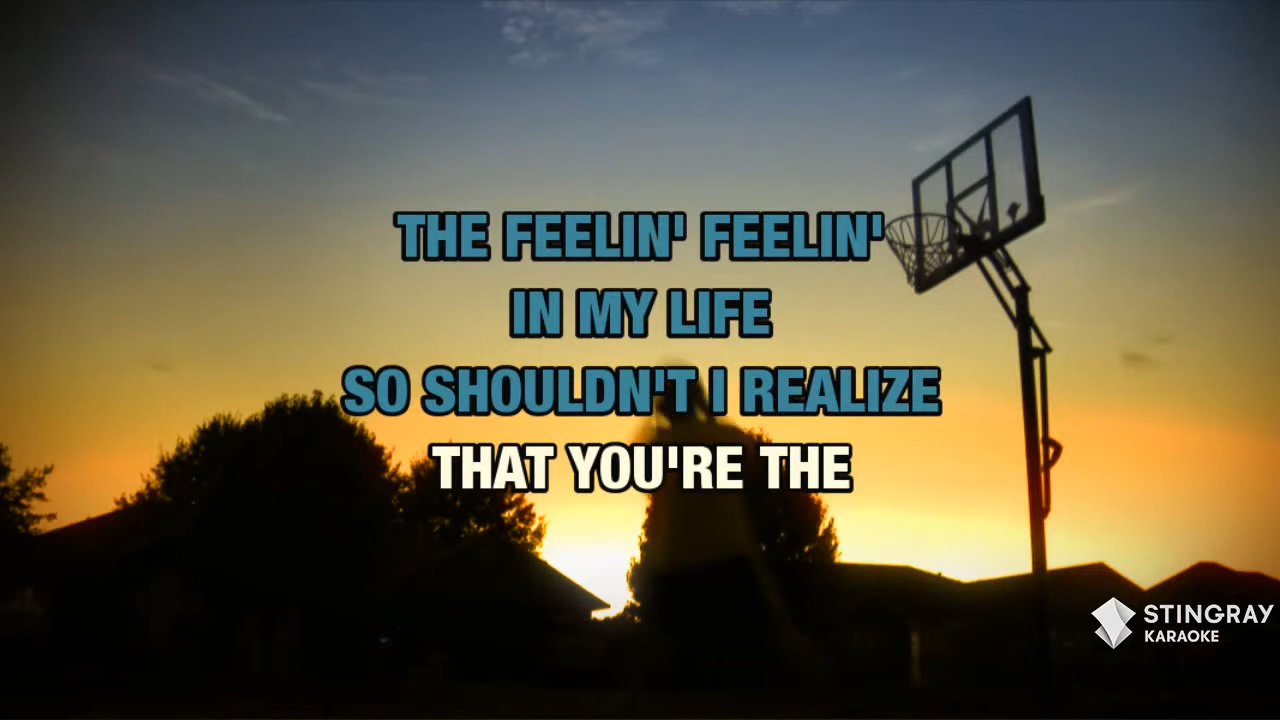 THE FEELIN' FEELIN'
IN MY LIFE
SO SHOULDN'T I REALIZE
THAT YOU'RE THE
STINGRAY
KARAOKE